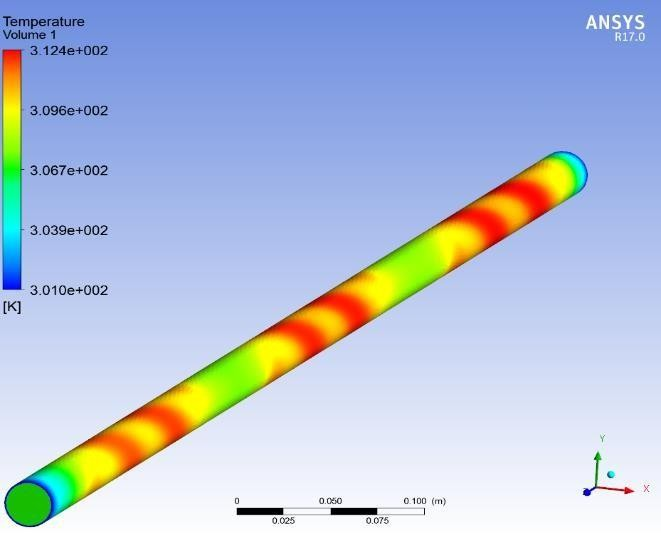 Temperature
Volume 1
3.124e+002
3.096e+002
3.067e+002
3.039e+002
3.010e+002
[K]
ANSYS
R17.0
0 0.050 0.100 (m)
0.025 0.075
Y
X
Z